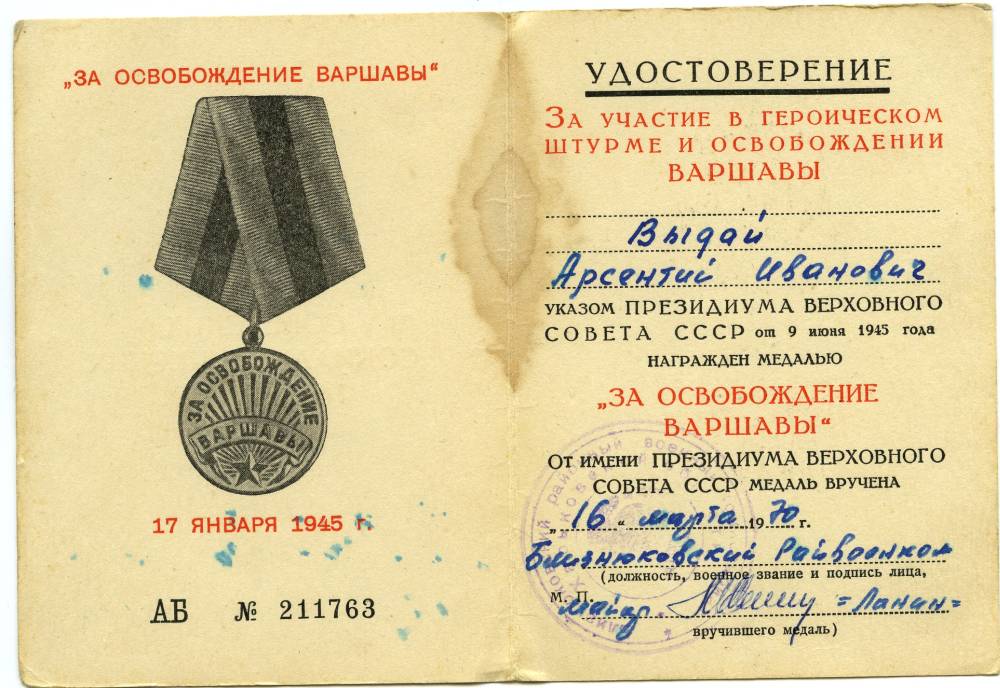 „ЗА ОСВОБОЖДЕНИЕ ВАРШАВЫ“
ЗА ОСВОБОЖДЕНИЕ
ВАРШАВЫ
17 ЯНВАРЯ 1945 г.
АБ № 211763
УДОСТОВЕРЕНИЕ
ЗА УЧАСТИЕ В ГЕРОИЧЕСКОМ
ШТУРМЕ И ОСВОБОЖДЕНИИ
ВАРШАВЫ
Выдай
Арсентий Иванович
УКАЗОМ ПРЕЗИДИУМА ВЕРХОВНОГО
СОВЕТА СССР от 9 июня 1945 года
НАГРАЖДЕН МЕДАЛЬЮ
„ЗА ОСВОБОЖДЕНИЕ
ВАРШАВЫ“
ОТ ИМЕНИ ПРЕЗИДИУМА ВЕРХОВНОГО
СОВЕТА СССР МЕДАЛЬ ВРУЧЕНА
„16“ марта 1970 г.
Близнюковский Райвоенком
(должность, военное звание и подпись лица,
М. П. майор =Ланин=
вручившего медаль)